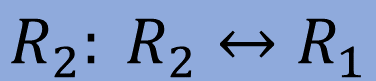 R₂: R₂ ↔ R₁